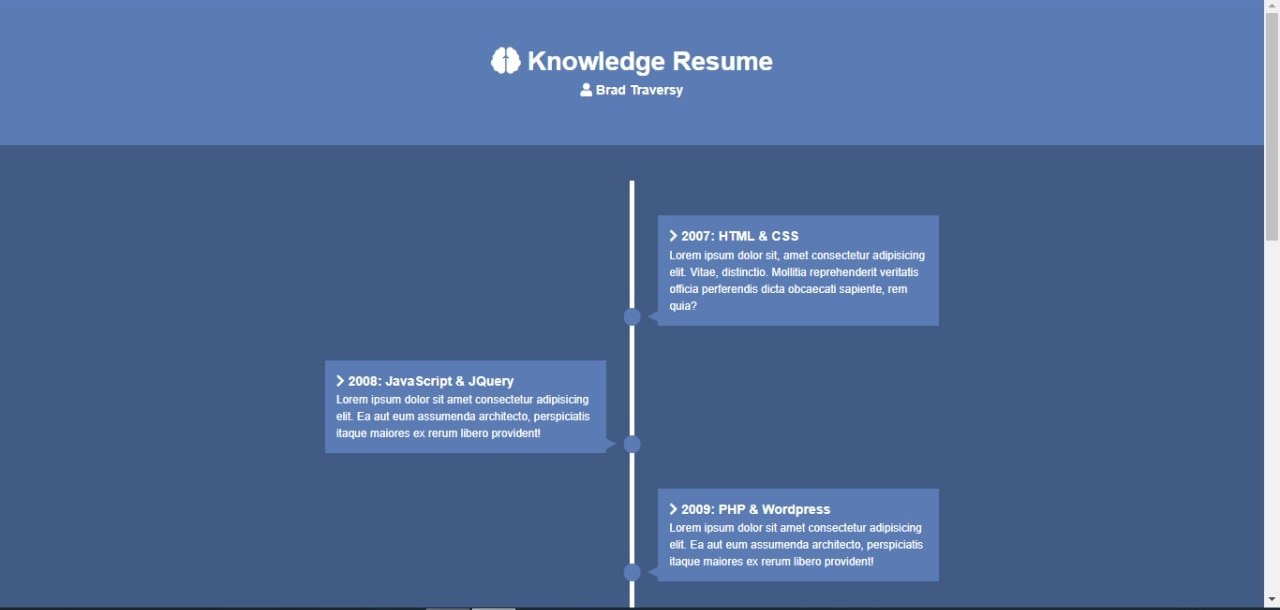 Knowledge Resume
Brad Traversy
2007: HTML & CSS
Lorem ipsum dolor sit, amet consectetur adipisicing
elit. Vitae, distinctio. Mollitia reprehenderit veritatis
officia perferendis dicta obcaecati sapiente, rem
quia?
2008: JavaScript & JQuery
Lorem ipsum dolor sit amet consectetur adipisicing
elit. Ea aut eum assumenda architecto, perspiciatis
itaque maiores ex rerum libero provident!
2009: PHP & Wordpress
Lorem ipsum dolor sit amet consectetur adipisicing
elit. Ea aut eum assumenda architecto, perspiciatis
itaque maiores ex rerum libero provident!